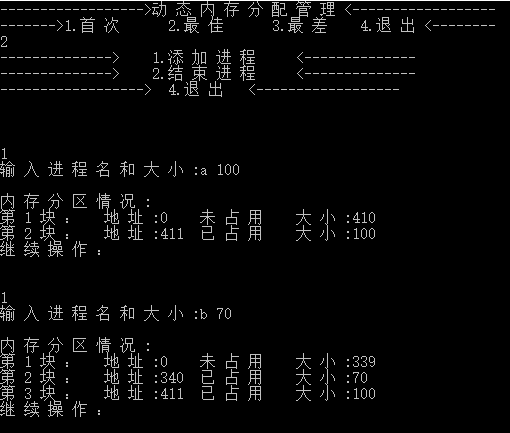 ------------------>动态内存分配管理 <------------------
------->1.首次      2.最佳      3.最差    4.退出 <--------
2
-------------->    1.添加进程     <--------------
-------------->    2.结束进程     <--------------
------------------>  4.退出   <------------------
1
输入进程名和大小:a 100
内存分区情况:
第1块:   地址:0   未占用   大小:410
第2块:   地址:411  已占用   大小:100
继续操作:
1
输入进程名和大小:b 70
内存分区情况:
第1块:   地址:0   未占用   大小:339
第2块:   地址:340  已占用   大小:70
第3块:   地址:411  已占用   大小:100
继续操作: